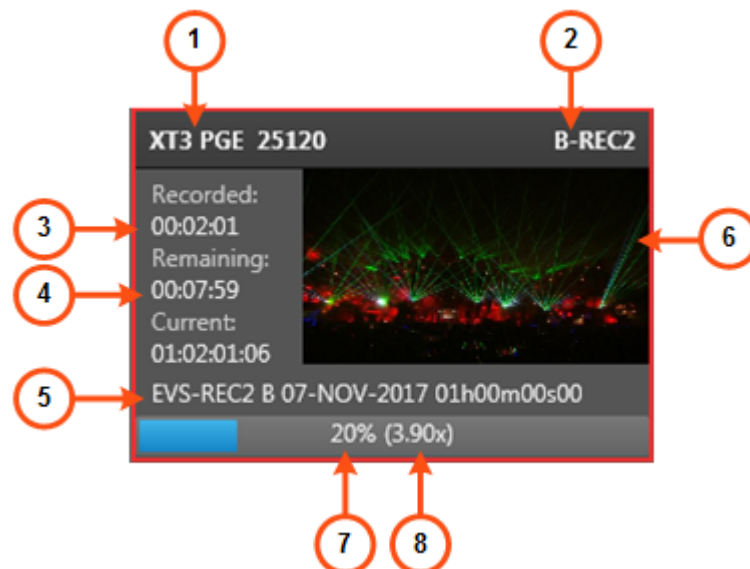 1 2
XT3 PGE 25120 B-REC2
Recorded:
3 00:02:01
Remaining:
6
4 00:07:59
Current:
01:02:01:06
5 EVS-REC2 B 07-NOV-2017 01h00m00s00
20% (3.90x)
7 8